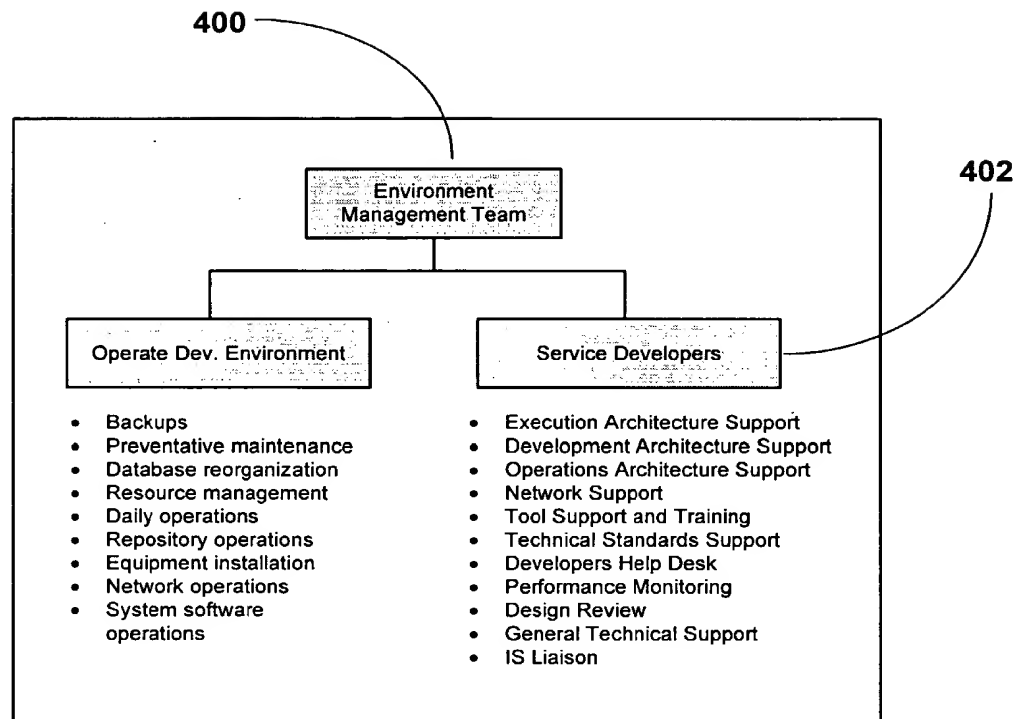 400
402
Environment
Management Team
Operate Dev. Environment
• Backups
• Preventative maintenance
• Database reorganization
• Resource management
• Daily operations
• Repository operations
• Equipment installation
• Network operations
• System software
operations
Service Developers
• Execution Architecture Support
• Development Architecture Support
• Operations Architecture Support
• Network Support
• Tool Support and Training
• Technical Standards Support
• Developers Help Desk
• Performance Monitoring
• Design Review
• General Technical Support
• IS Liaison